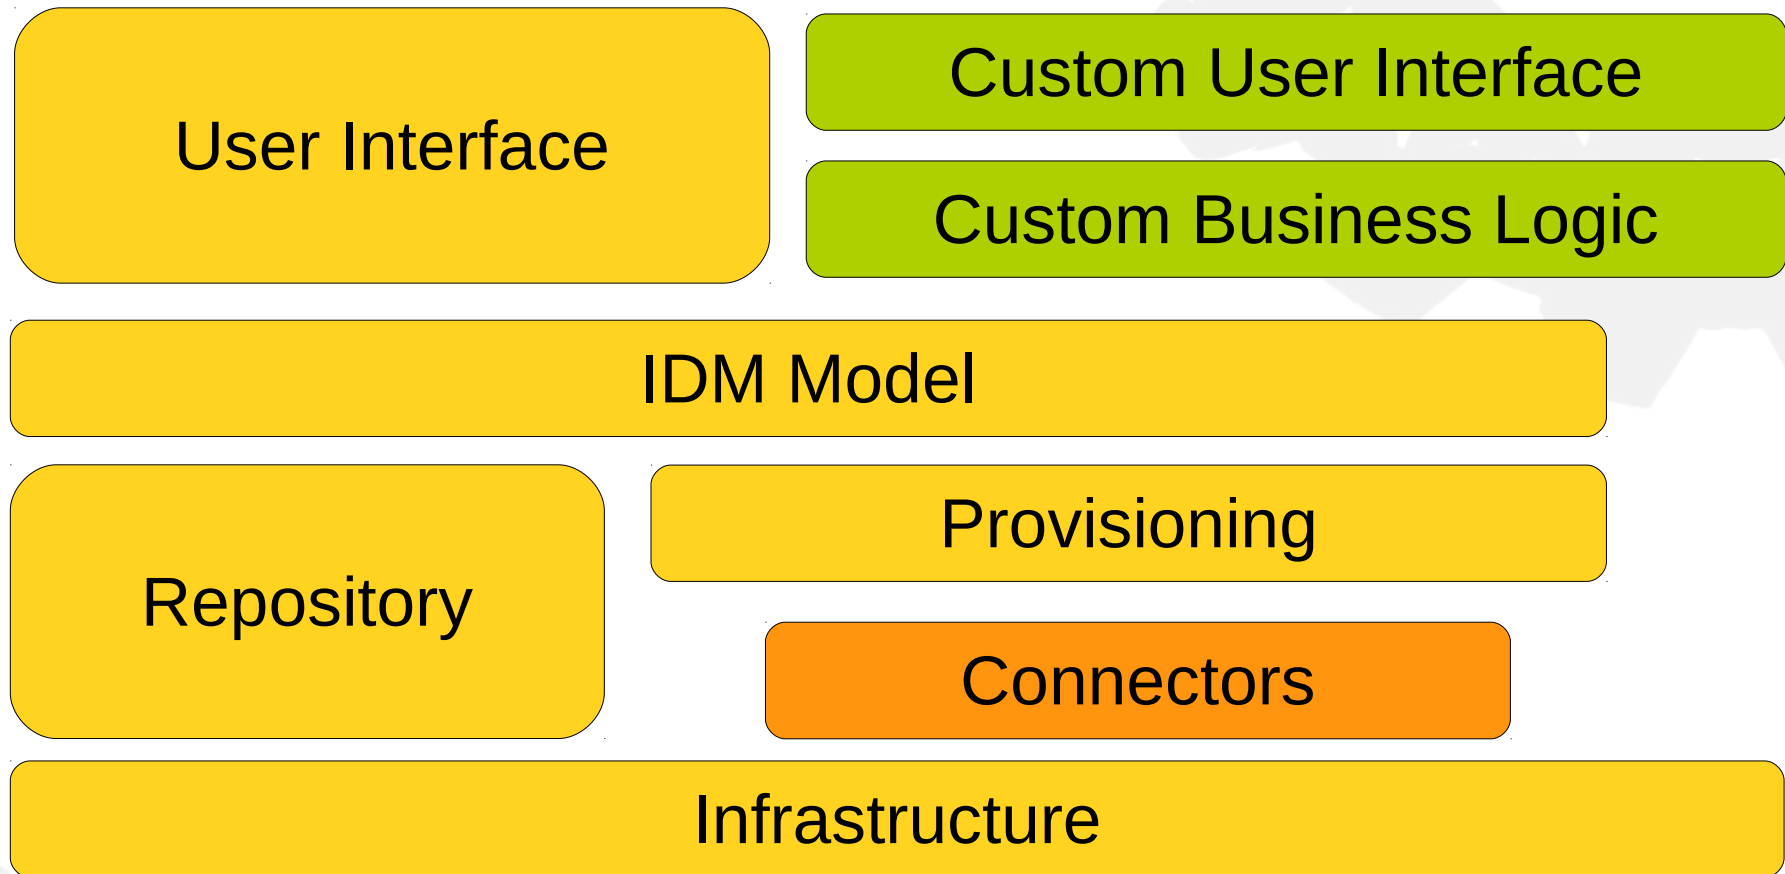 User Interface
Custom User Interface
Custom Business Logic
IDM Model
Repository
Provisioning
Connectors
Infrastructure